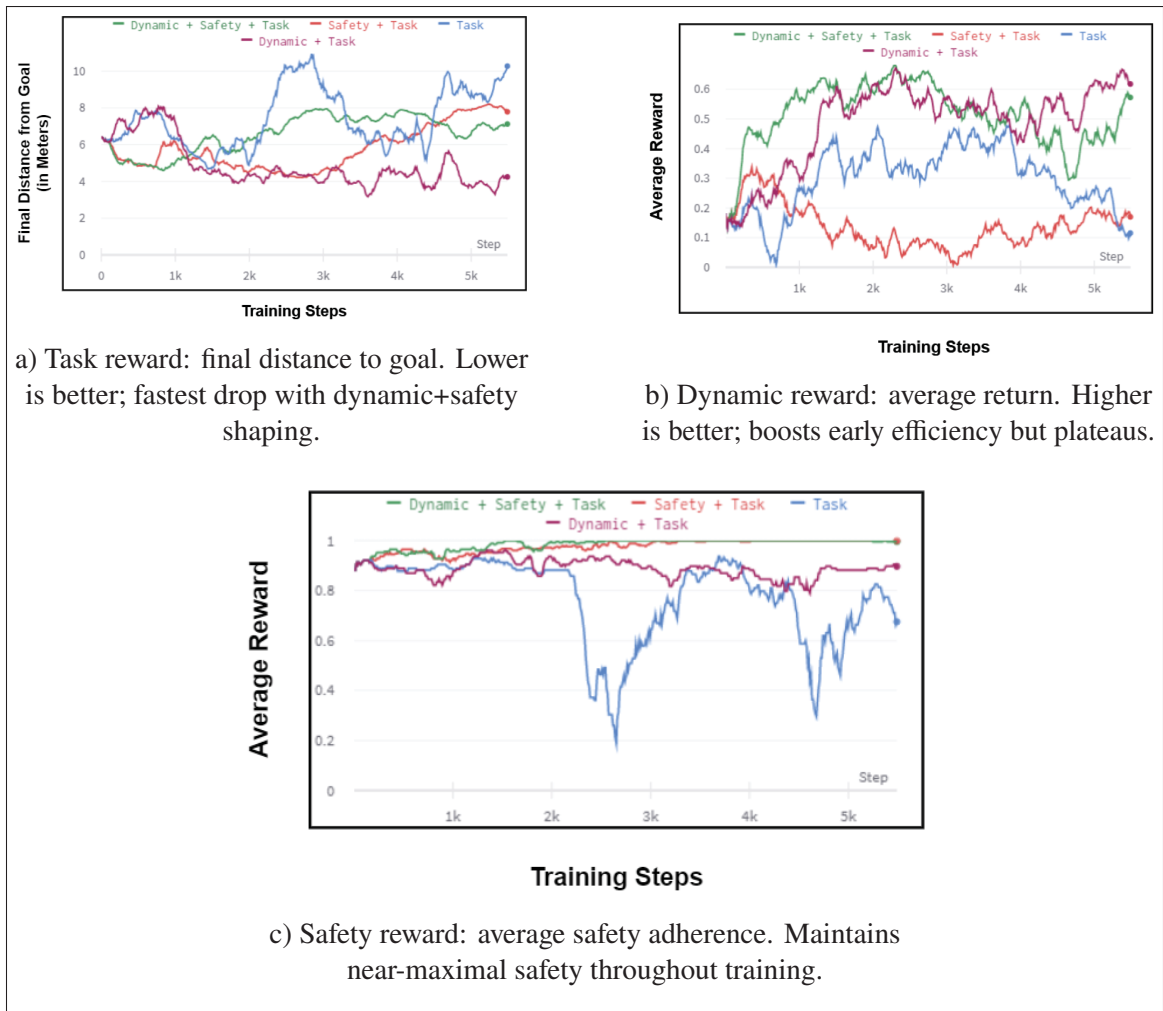 Dynamic + Safety + Task Safety + Task Task
Dynamic + Task
Final Distance from Goal
(in Meters)
10
8
6
4
2
0
Step
0 1k 2k 3k 4k 5k
Training Steps
a) Task reward: final distance to goal. Lower
is better; fastest drop with dynamic+safety
shaping.
Dynamic + Safety + Task Safety + Task Task
Dynamic + Task
Average Reward
0.6
0.5
0.4
0.3
0.2
0.1
0
Step
1k 2k 3k 4k 5k
Training Steps
b) Dynamic reward: average return. Higher
is better; boosts early efficiency but plateaus.
Dynamic + Safety + Task Safety + Task Task
Dynamic + Task
Average Reward
1
0.8
0.6
0.4
0.2
0
Step
1k 2k 3k 4k 5k
Training Steps
c) Safety reward: average safety adherence. Maintains
near-maximal safety throughout training.